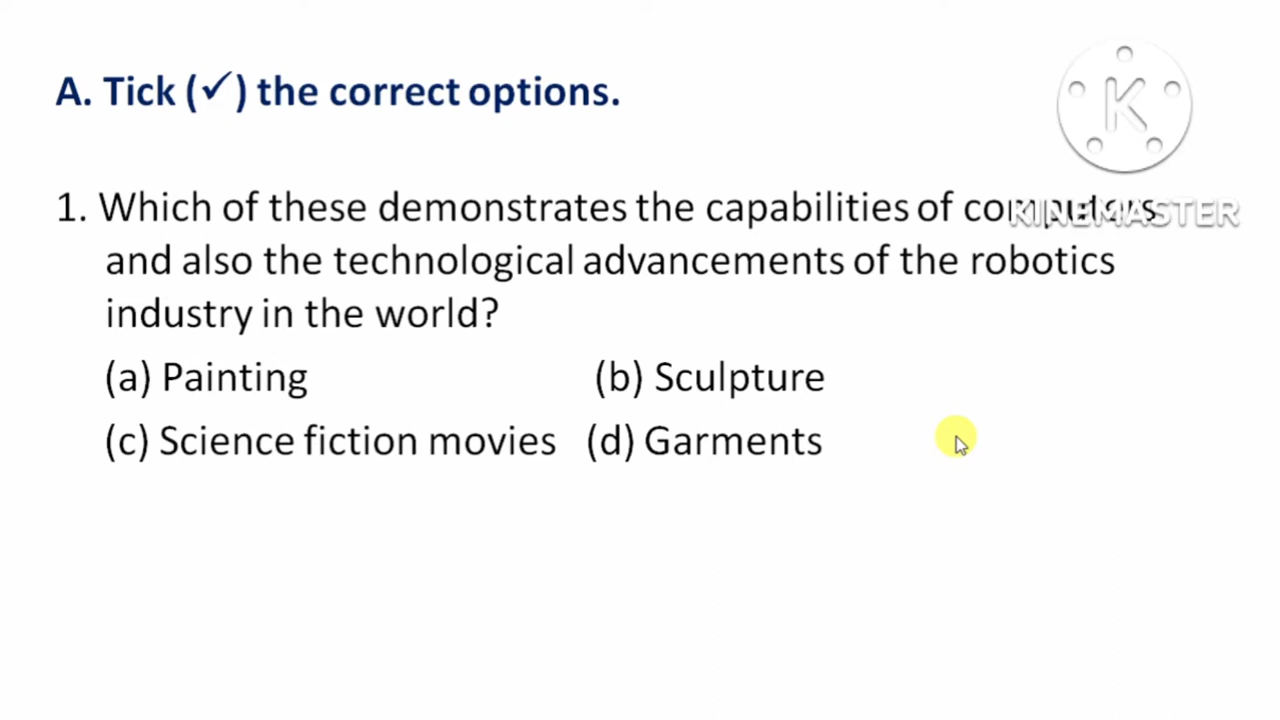 A. Tick (✓) the correct options.
1. Which of these demonstrates the capabilities of computers
KINEMASTER
and also the technological advancements of the robotics
industry in the world?
(a) Painting (b) Sculpture
(c) Science fiction movies (d) Garments